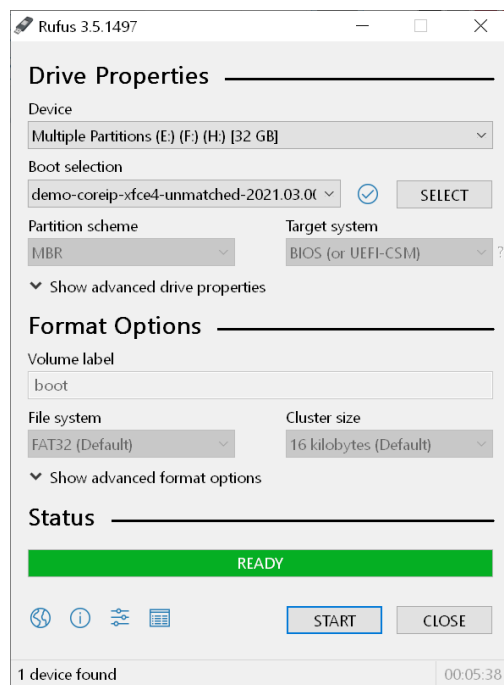 Rufus 3.5.1497
Drive Properties
Device
Multiple Partitions (E:) (F:) (H:) [32 GB]
Boot selection
demo-coreip-xfce4-unmatched-2021.03.0(
SELECT
Partition scheme
Target system
MBR
BIOS (or UEFI-CSM)
?
Show advanced drive properties
Format Options
Volume label
boot
File system
Cluster size
FAT32 (Default)
16 kilobytes (Default)
Show advanced format options
Status
READY
START
CLOSE
1 device found
00:05:38